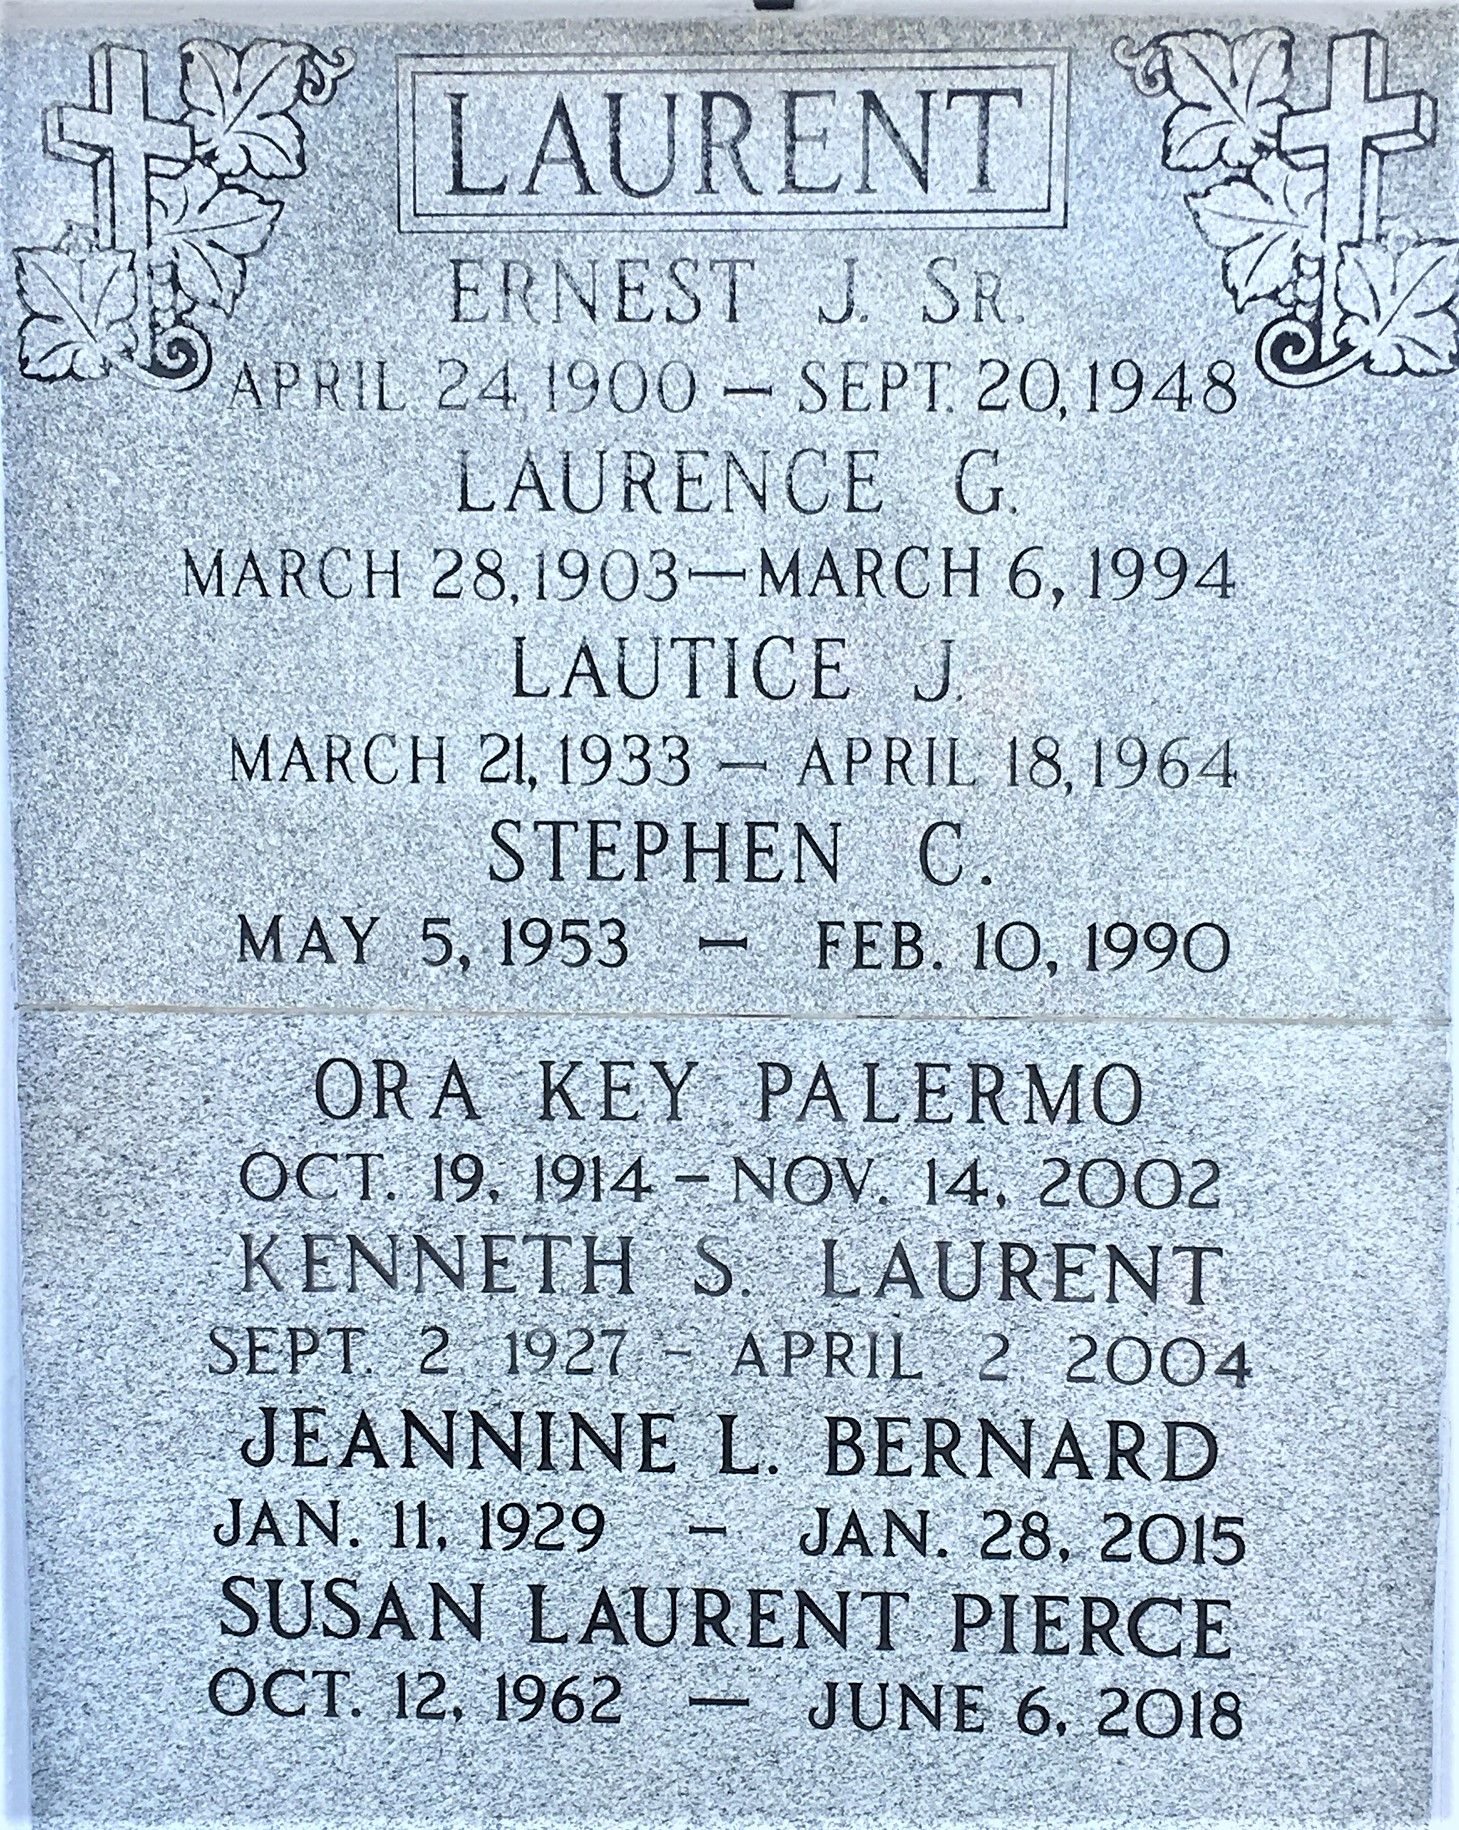 LAURENT
ERNEST J. SR.
APRIL 24, 1900 — SEPT. 20, 1948
LAURENCE G.
MARCH 28, 1903 — MARCH 6, 1994
LAUTICE J.
MARCH 21, 1933 — APRIL 18, 1964
STEPHEN C.
MAY 5, 1953 — FEB. 10, 1990
ORA KEY PALERMO
OCT. 19, 1914 – NOV. 14, 2002
KENNETH S. LAURENT
SEPT. 2 1927 – APRIL 2 2004
JEANNINE L. BERNARD
JAN. 11, 1929 – JAN. 28, 2015
SUSAN LAURENT PIERCE
OCT. 12, 1962 — JUNE 6, 2018